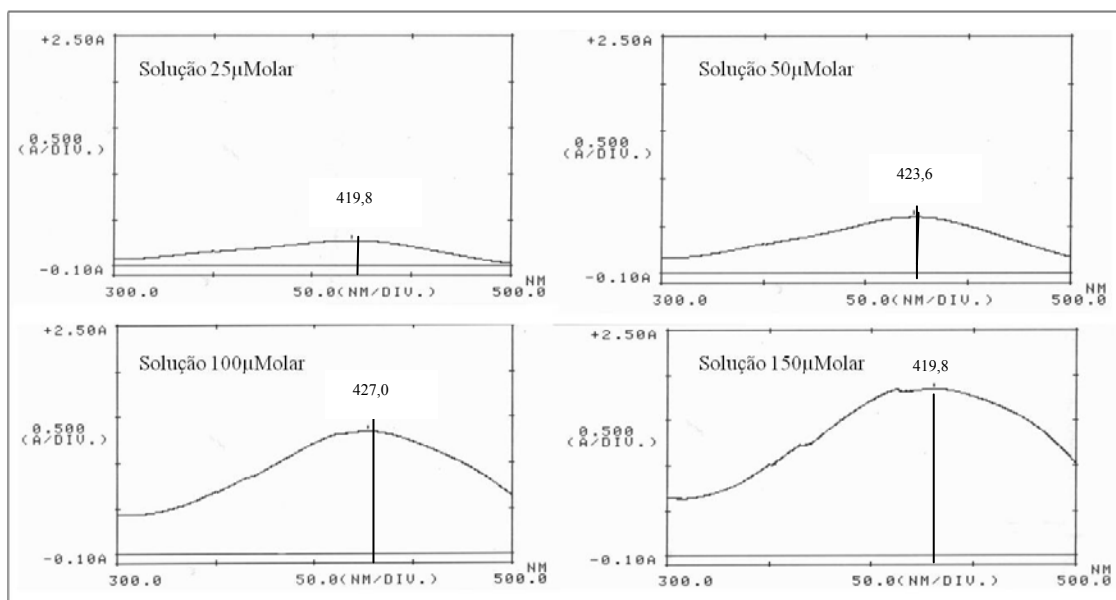 +2.50A
Solução 25µMolar
0.500
(A/DIV.)
419,8
-0.10A
300.0
50.0(NM/DIV.)
500.0
NM
+2.50A
Solução 50µMolar
0.500
(A/DIV.)
423,6
-0.10A
300.0
50.0(NM/DIV.)
500.0
NM
+2.50A
Solução 100µMolar
427,0
0.500
(A/DIV.)
-0.10A
300.0
50.0(NM/DIV.)
500.0
NM
+2.50A
Solução 150µMolar
419,8
0.500
(A/DIV.)
-0.10A
300.0
50.0(NM/DIV.)
500.0
NM